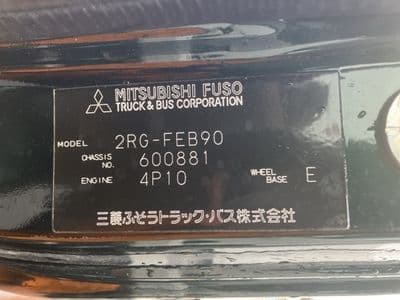 MITSUBISHI FUSO
TRUCK & BUS CORPORATION
MODEL 2RG-FEB90
CHASSIS NO. 600881
ENGINE 4P10 WHEEL BASE E
三菱ふそうトラック・バス株式会社